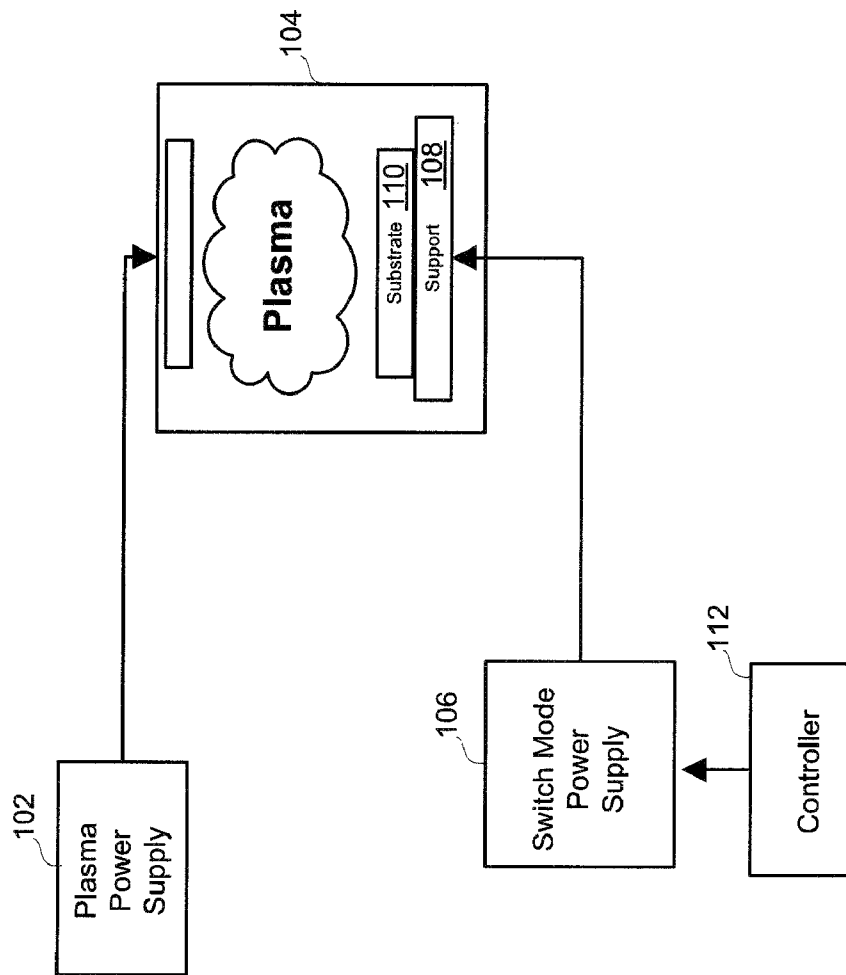 102
Plasma
Power
Supply
104
Plasma
Substrate 110
Support 108
106
Switch Mode
Power
Supply
112
Controller